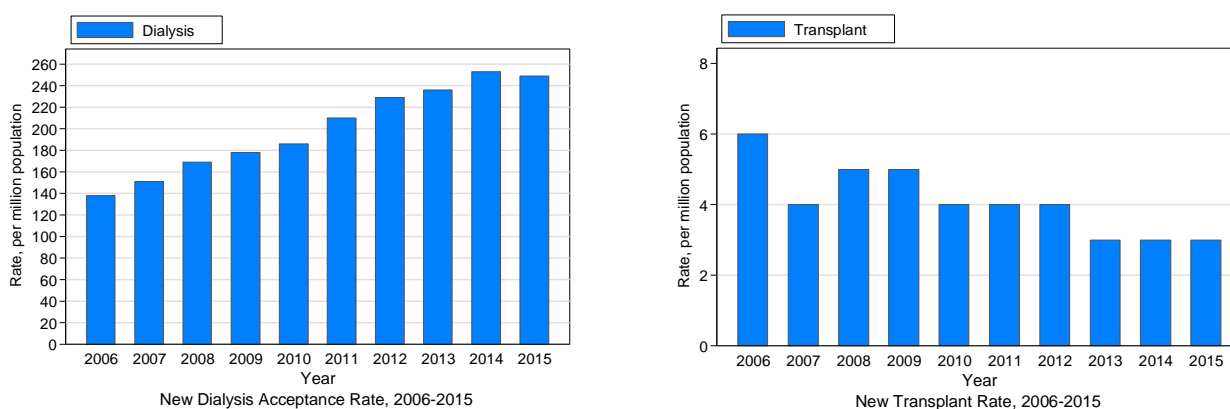 Dialysis
260
240
220
200
180
160
140
120
100
80
60
40
20
0
Rate, per million population
2006 2007 2008 2009 2010 2011 2012 2013 2014 2015
Year
New Dialysis Acceptance Rate, 2006-2015
Transplant
8
6
4
2
0
Rate, per million population
2006 2007 2008 2009 2010 2011 2012 2013 2014 2015
Year
New Transplant Rate, 2006-2015